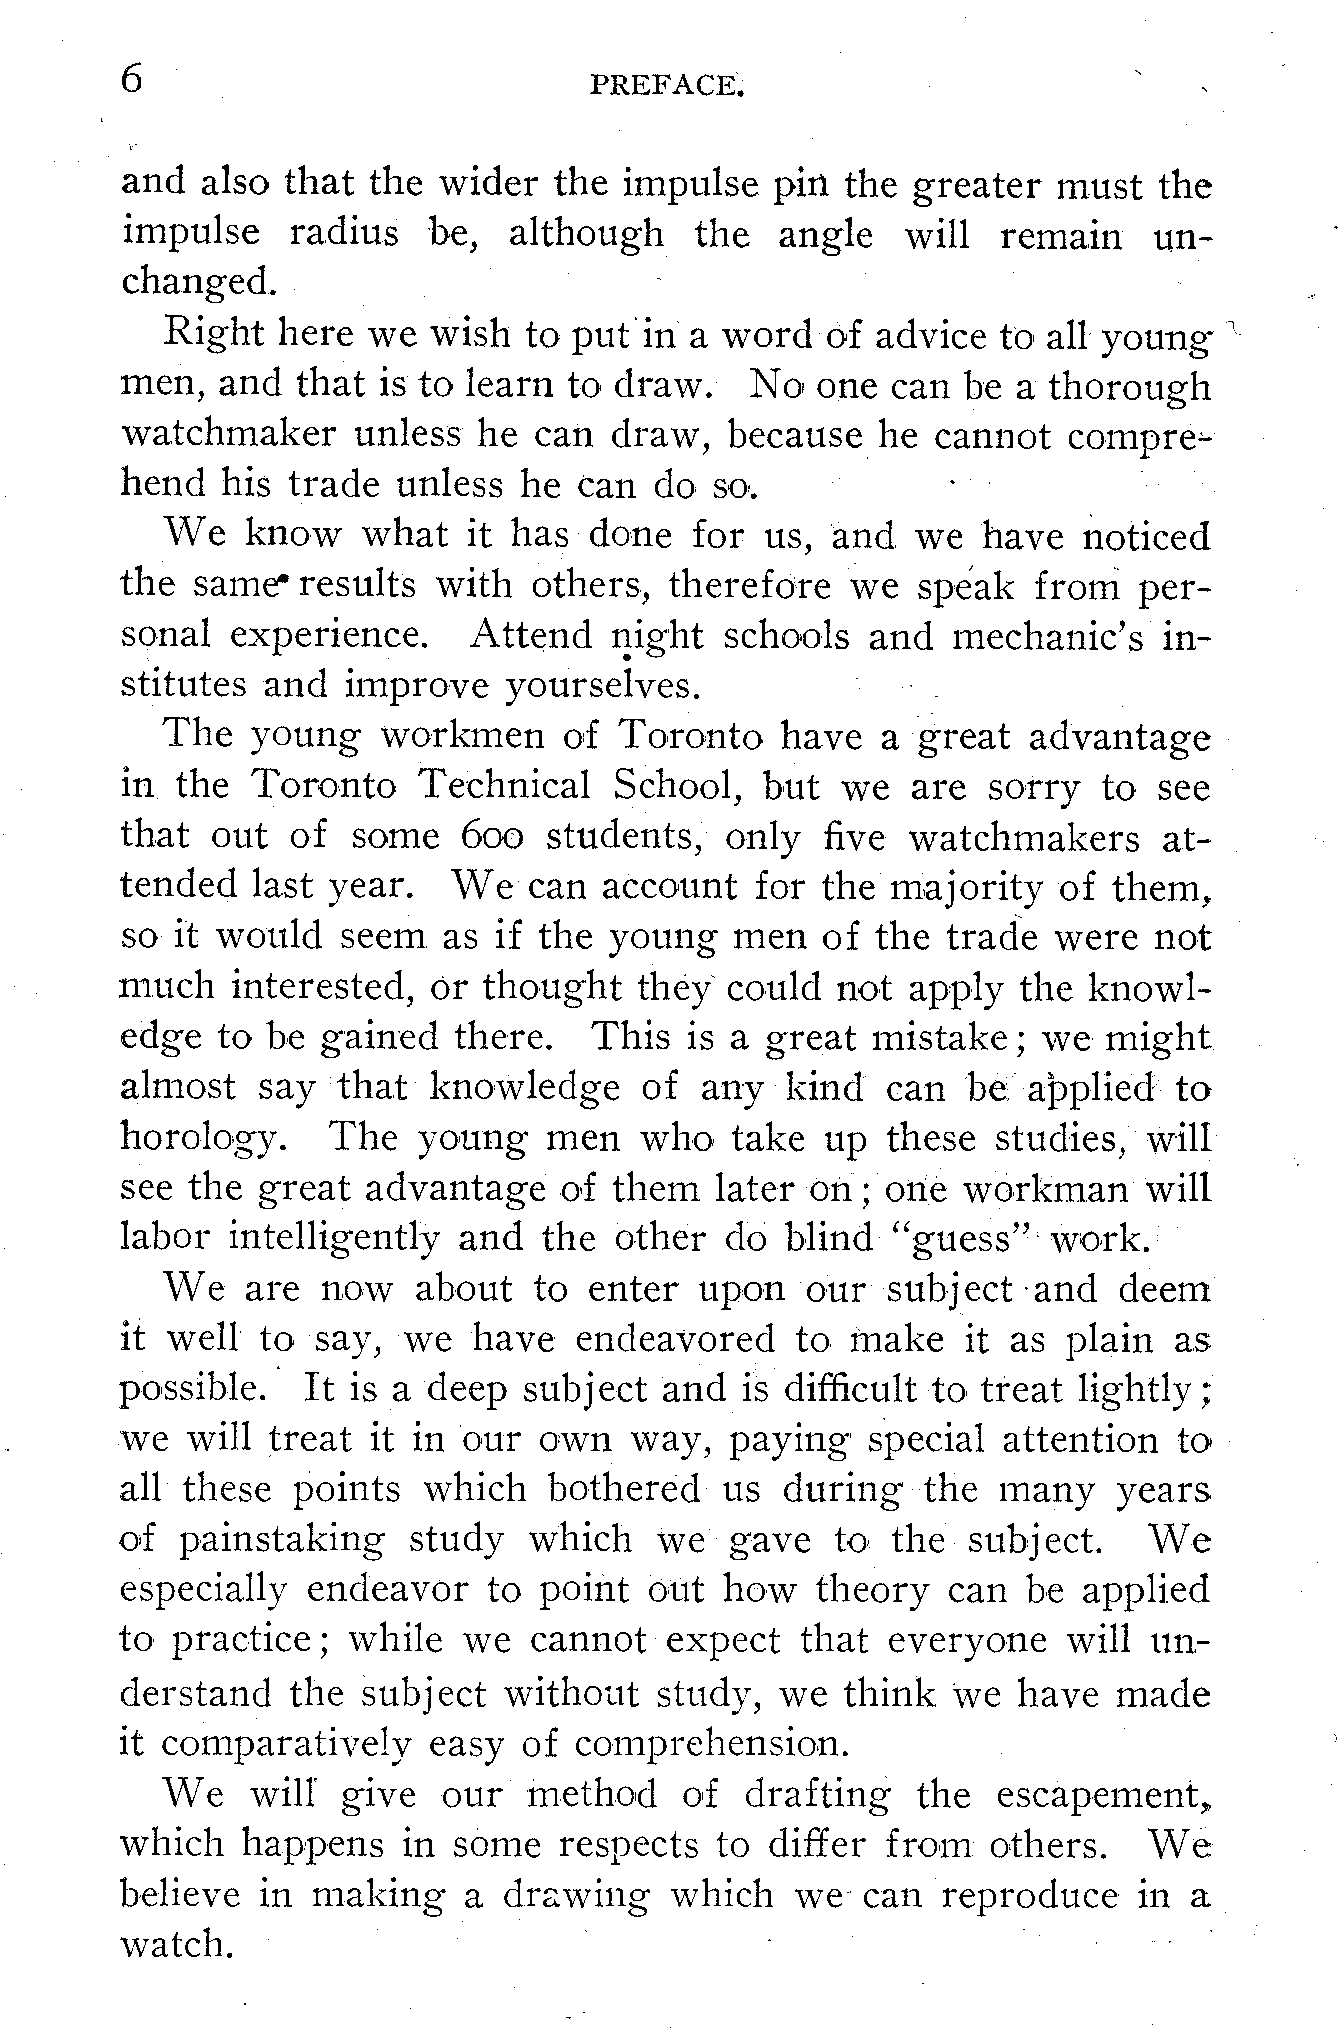 6 PREFACE.
and also that the wider the impulse pin the greater must the
impulse radius be, although the angle will remain un-
changed.
Right here we wish to put in a word of advice to all young
men, and that is to learn to draw. No one can be a thorough
watchmaker unless he can draw, because he cannot compre-
hend his trade unless he can do so.
We know what it has done for us, and we have noticed
the same results with others, therefore we speak from per-
sonal experience. Attend night schools and mechanic's in-
stitutes and improve yourselves.
The young workmen of Toronto have a great advantage
in the Toronto Technical School, but we are sorry to see
that out of some 600 students, only five watchmakers at-
tended last year. We can account for the majority of them,
so it would seem as if the young men of the trade were not
much interested, or thought they could not apply the knowl-
edge to be gained there. This is a great mistake; we might
almost say that knowledge of any kind can be applied to
horology. The young men who take up these studies, will
see the great advantage of them later on; one workman will
labor intelligently and the other do blind "guess" work.
We are now about to enter upon our subject and deem
it well to say, we have endeavored to make it as plain as
possible. It is a deep subject and is difficult to treat lightly;
we will treat it in our own way, paying special attention to
all these points which bothered us during the many years
of painstaking study which we gave to the subject. We
especially endeavor to point out how theory can be applied
to practice; while we cannot expect that everyone will un-
derstand the subject without study, we think we have made
it comparatively easy of comprehension.
We will give our method of drafting the escapement,
which happens in some respects to differ from others. We
believe in making a drawing which we can reproduce in a
watch.